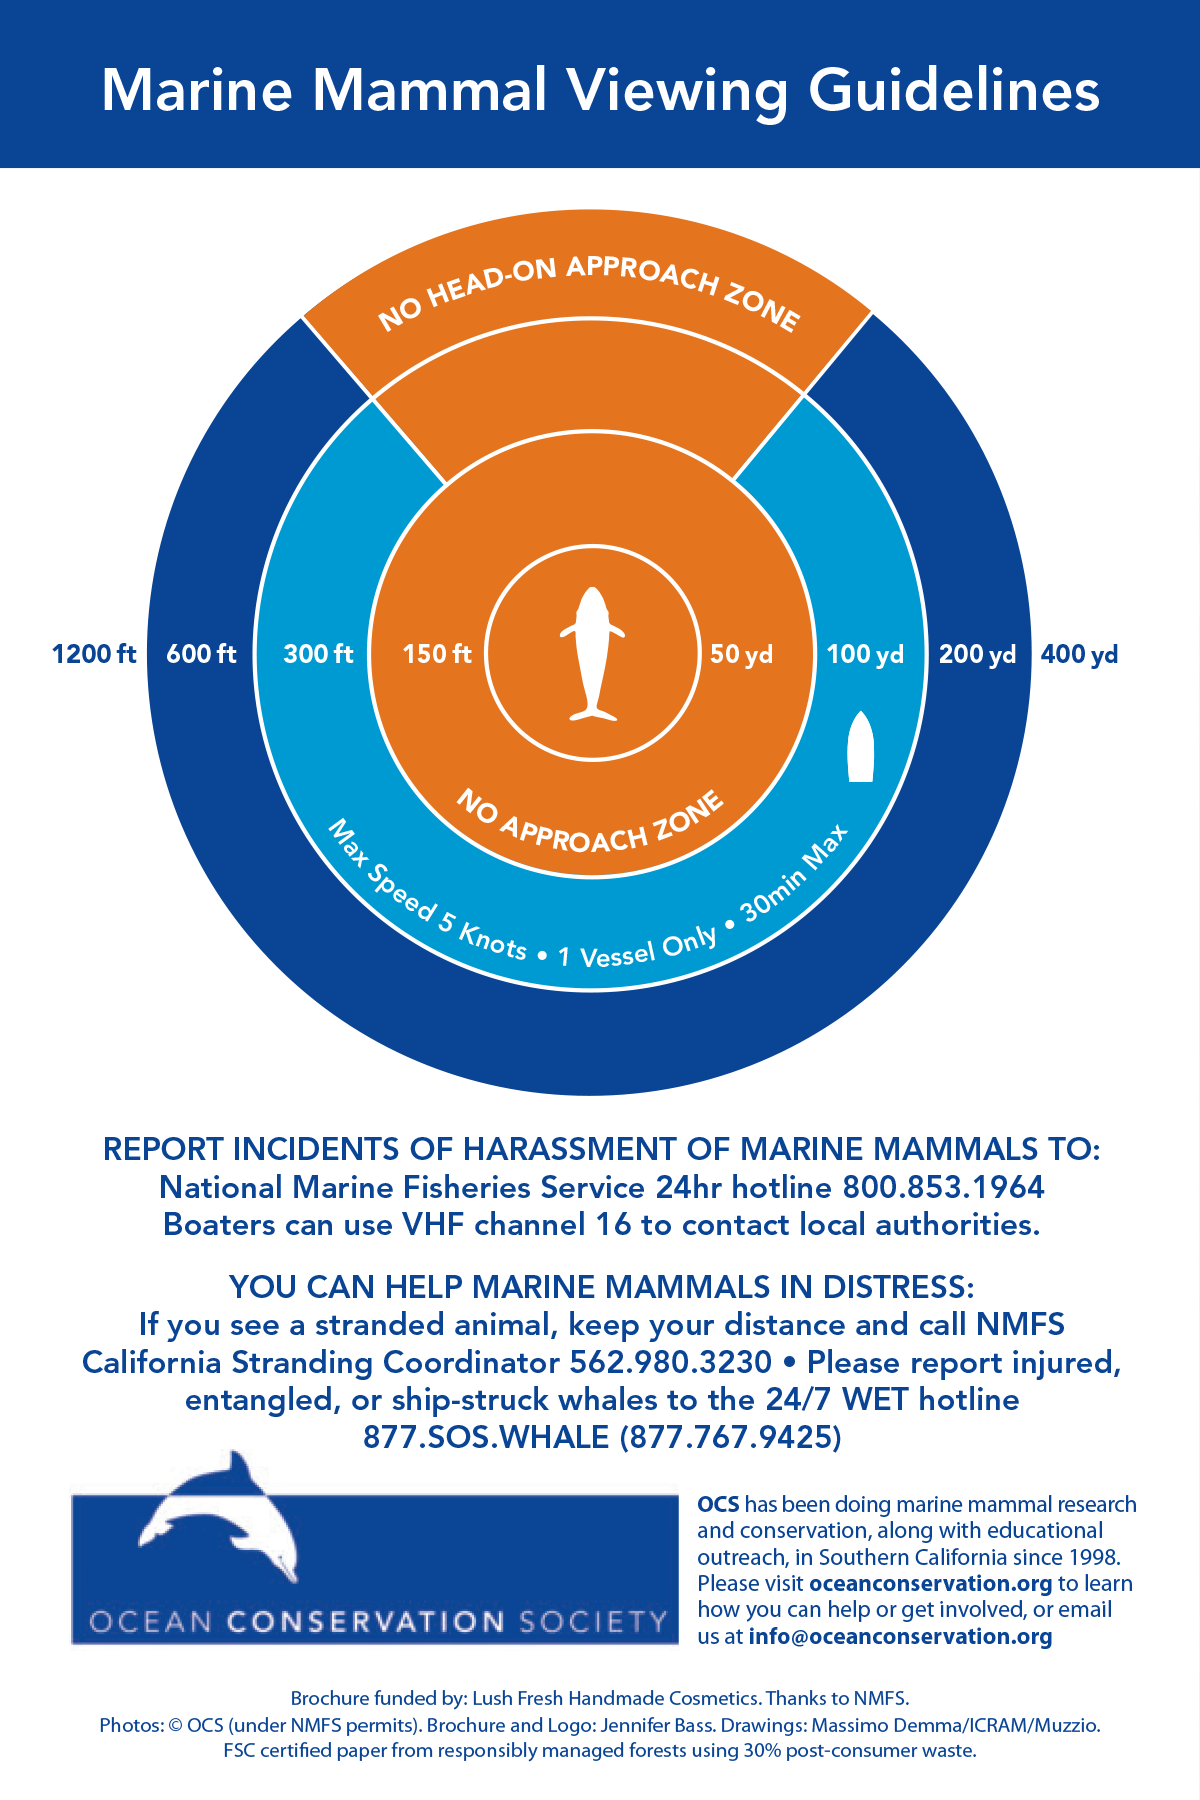 Marine Mammal Viewing Guidelines
NO HEAD-ON APPROACH ZONE
1200 ft 600 ft 300 ft 150 ft 50 yd 100 yd 200 yd 400 yd
NO APPROACH ZONE
Max Speed 5 Knots • 1 Vessel Only • 30min Max
REPORT INCIDENTS OF HARASSMENT OF MARINE MAMMALS TO:
National Marine Fisheries Service 24hr hotline 800.853.1964
Boaters can use VHF channel 16 to contact local authorities.
YOU CAN HELP MARINE MAMMALS IN DISTRESS:
If you see a stranded animal, keep your distance and call NMFS
California Stranding Coordinator 562.980.3230 • Please report injured,
entangled, or ship-struck whales to the 24/7 WET hotline
877.SOS.WHALE (877.767.9425)
OCEAN CONSERVATION SOCIETY
OCS has been doing marine mammal research
and conservation, along with educational
outreach, in Southern California since 1998.
Please visit oceanconservation.org to learn
how you can help or get involved, or email
us at info@oceanconservation.org
Brochure funded by: Lush Fresh Handmade Cosmetics. Thanks to NMFS.
Photos: © OCS (under NMFS permits). Brochure and Logo: Jennifer Bass. Drawings: Massimo Demma/ICRAM/Muzzio.
FSC certified paper from responsibly managed forests using 30% post-consumer waste.